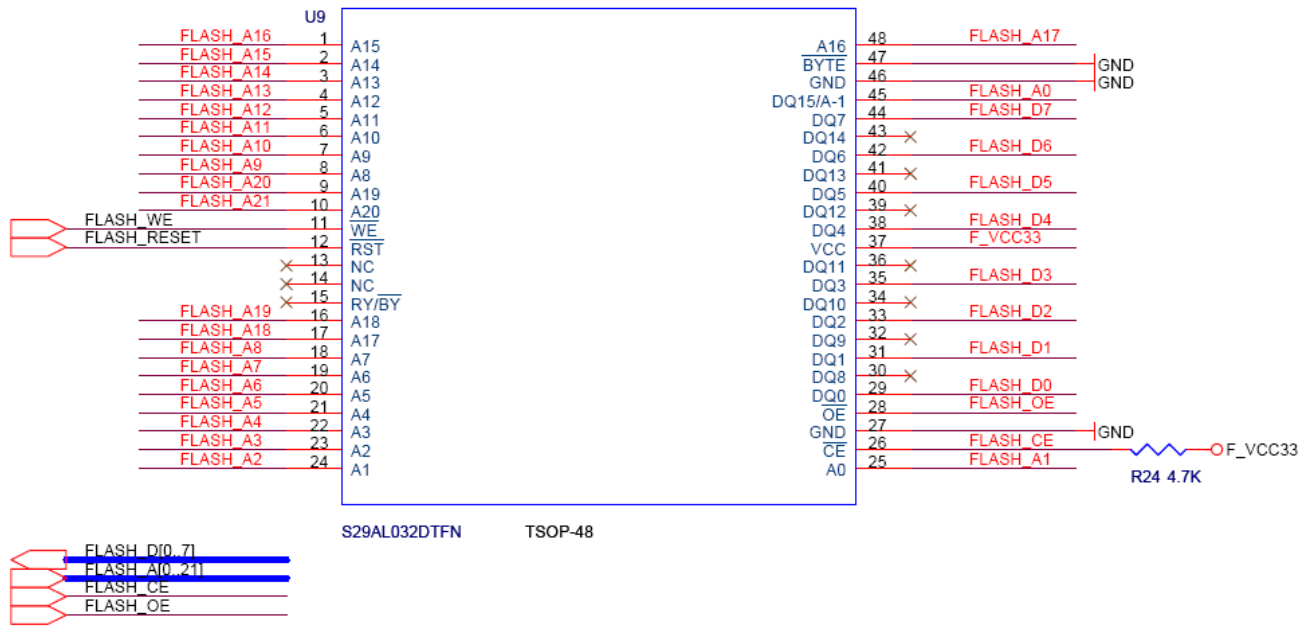 U9
FLASH_A16 1 A15 A16 48 FLASH_A17
FLASH_A15 2 A14 BYTE 47 GND
FLASH_A14 3 A13 GND 46 GND
FLASH_A13 4 A12 DQ15/A-1 45 FLASH_A0
FLASH_A12 5 A11 DQ7 44 FLASH_D7
FLASH_A11 6 A10 DQ14 43
FLASH_A10 7 A9 DQ6 42 FLASH_D6
FLASH_A9 8 A8 DQ13 41
FLASH_A20 9 A19 DQ5 40 FLASH_D5
FLASH_A21 10 A20 DQ12 39
FLASH_WE 11 WE DQ4 38 FLASH_D4
FLASH_RESET 12 RST VCC 37 F_VCC33
13 NC DQ11 36
14 NC DQ3 35 FLASH_D3
15 RY/BY DQ10 34
FLASH_A19 16 A18 DQ2 33 FLASH_D2
FLASH_A18 17 A17 DQ9 32
FLASH_A8 18 A7 DQ1 31 FLASH_D1
FLASH_A7 19 A6 DQ8 30
FLASH_A6 20 A5 DQ0 29 FLASH_D0
FLASH_A5 21 A4 OE 28 FLASH_OE
FLASH_A4 22 A3 GND 27 GND
FLASH_A3 23 A2 CE 26 FLASH_CE F_VCC33
FLASH_A2 24 A1 A0 25 FLASH_A1
R24 4.7K
S29AL032DTFN TSOP-48
FLASH_D[0..7]
FLASH_A[0..21]
FLASH_CE
FLASH_OE